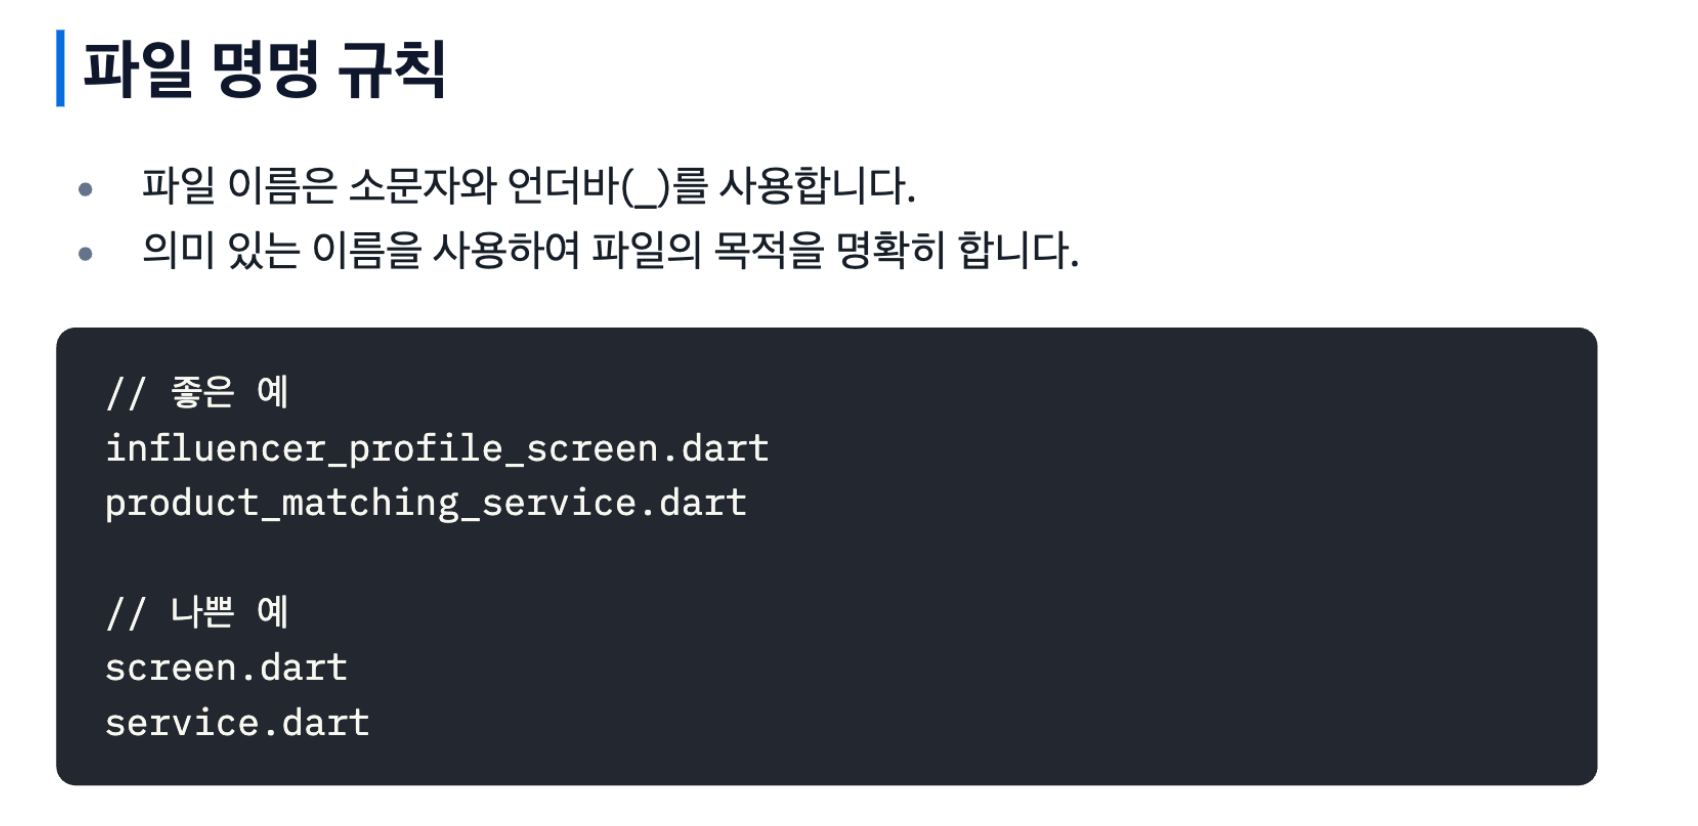 파일 명명 규칙
• 파일 이름은 소문자와 언더바(_)를 사용합니다.
• 의미 있는 이름을 사용하여 파일의 목적을 명확히 합니다.
// 좋은 예
influencer_profile_screen.dart
product_matching_service.dart
// 나쁜 예
screen.dart
service.dart